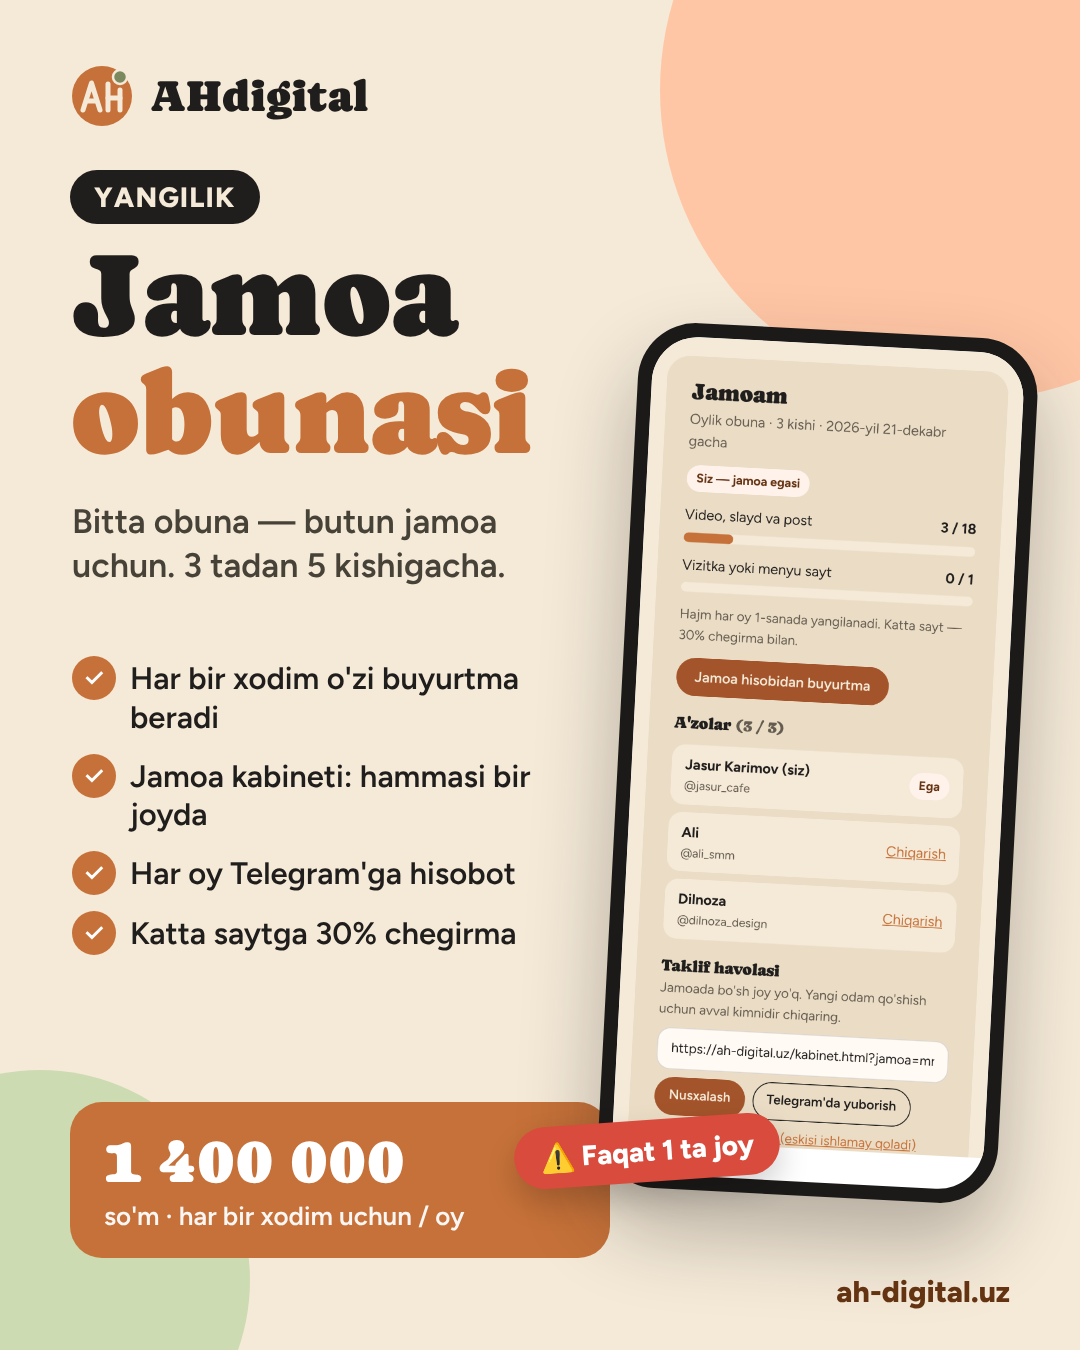 AH AHdigital
YANGILIK
Jamoa
obunasi
Bitta obuna — butun jamoa
uchun. 3 tadan 5 kishigacha.
Har bir xodim o'zi buyurtma
beradi
Jamoa kabineti: hammasi bir
joyda
Har oy Telegram'ga hisobot
Katta saytga 30% chegirma
1 400 000
so'm · har bir xodim uchun / oy
Jamoam
Oylik obuna · 3 kishi · 2026-yil 21-dekabr
gacha
Siz — jamoa egasi
Video, slayd va post 3 / 18
Vizitka yoki menyu sayt 0 / 1
Hajm har oy 1-sanada yangilanadi. Katta sayt —
30% chegirma bilan.
Jamoa hisobidan buyurtma
A'zolar (3 / 3)
Jasur Karimov (siz)
@jasur_cafe
Ega
Ali
@ali_smm
Chiqarish
Dilnoza
@dilnoza_design
Chiqarish
Taklif havolasi
Jamoada bo'sh joy yo'q. Yangi odam qo'shish
uchun avval kimnidir chiqaring.
https://ah-digital.uz/kabinet.html?jamoa=mr
Nusxalash Telegram'da yuborish
(eskisi ishlamay qoladi)
⚠️ Faqat 1 ta joy
ah-digital.uz